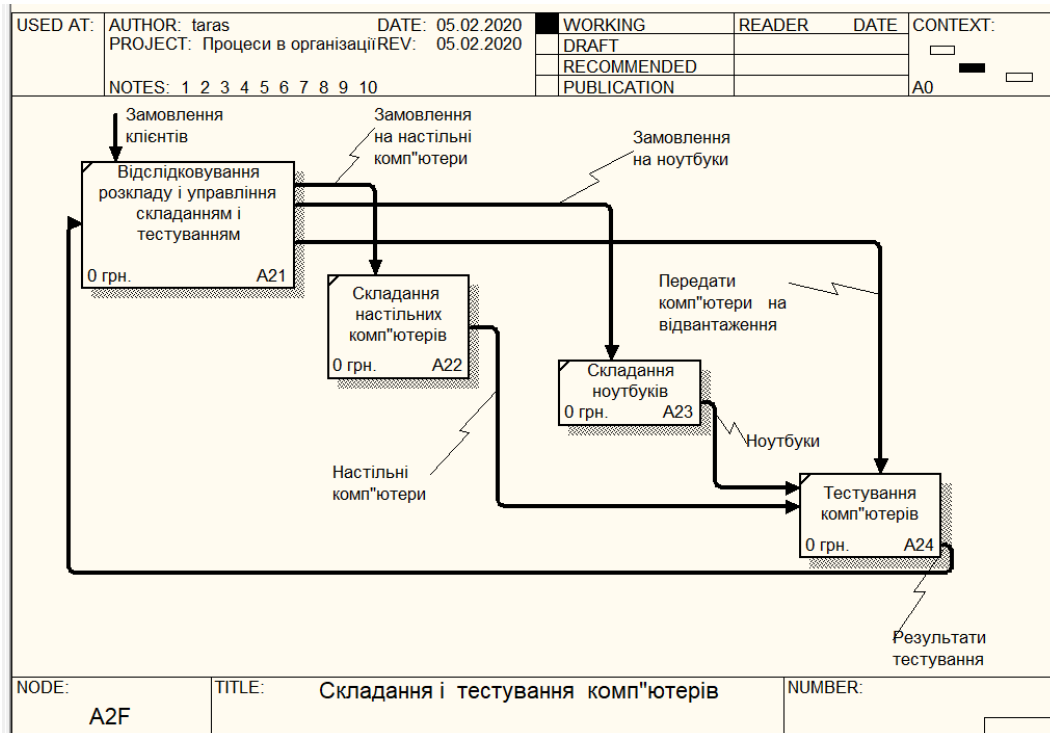 USED AT:
AUTHOR: taras
DATE: 05.02.2020
PROJECT: Процеси в організації
REV: 05.02.2020
NOTES: 1 2 3 4 5 6 7 8 9 10
WORKING
DRAFT
RECOMMENDED
PUBLICATION
READER
DATE
CONTEXT:
A0
Замовлення
клієнтів
Замовлення
на настільні
комп"ютери
Замовлення
на ноутбуки
Відслідковування
розкладу і управління
складанням і
тестуванням
0 грн.
A21
Складання
настільних
комп"ютерів
0 грн.
A22
Передати
комп"ютери на
відвантаження
Складання
ноутбуків
0 грн.
A23
Ноутбуки
Настільні
комп"ютери
Тестування
комп"ютерів
0 грн.
A24
Результати
тестування
NODE:
A2F
TITLE:
Складання і тестування комп"ютерів
NUMBER: